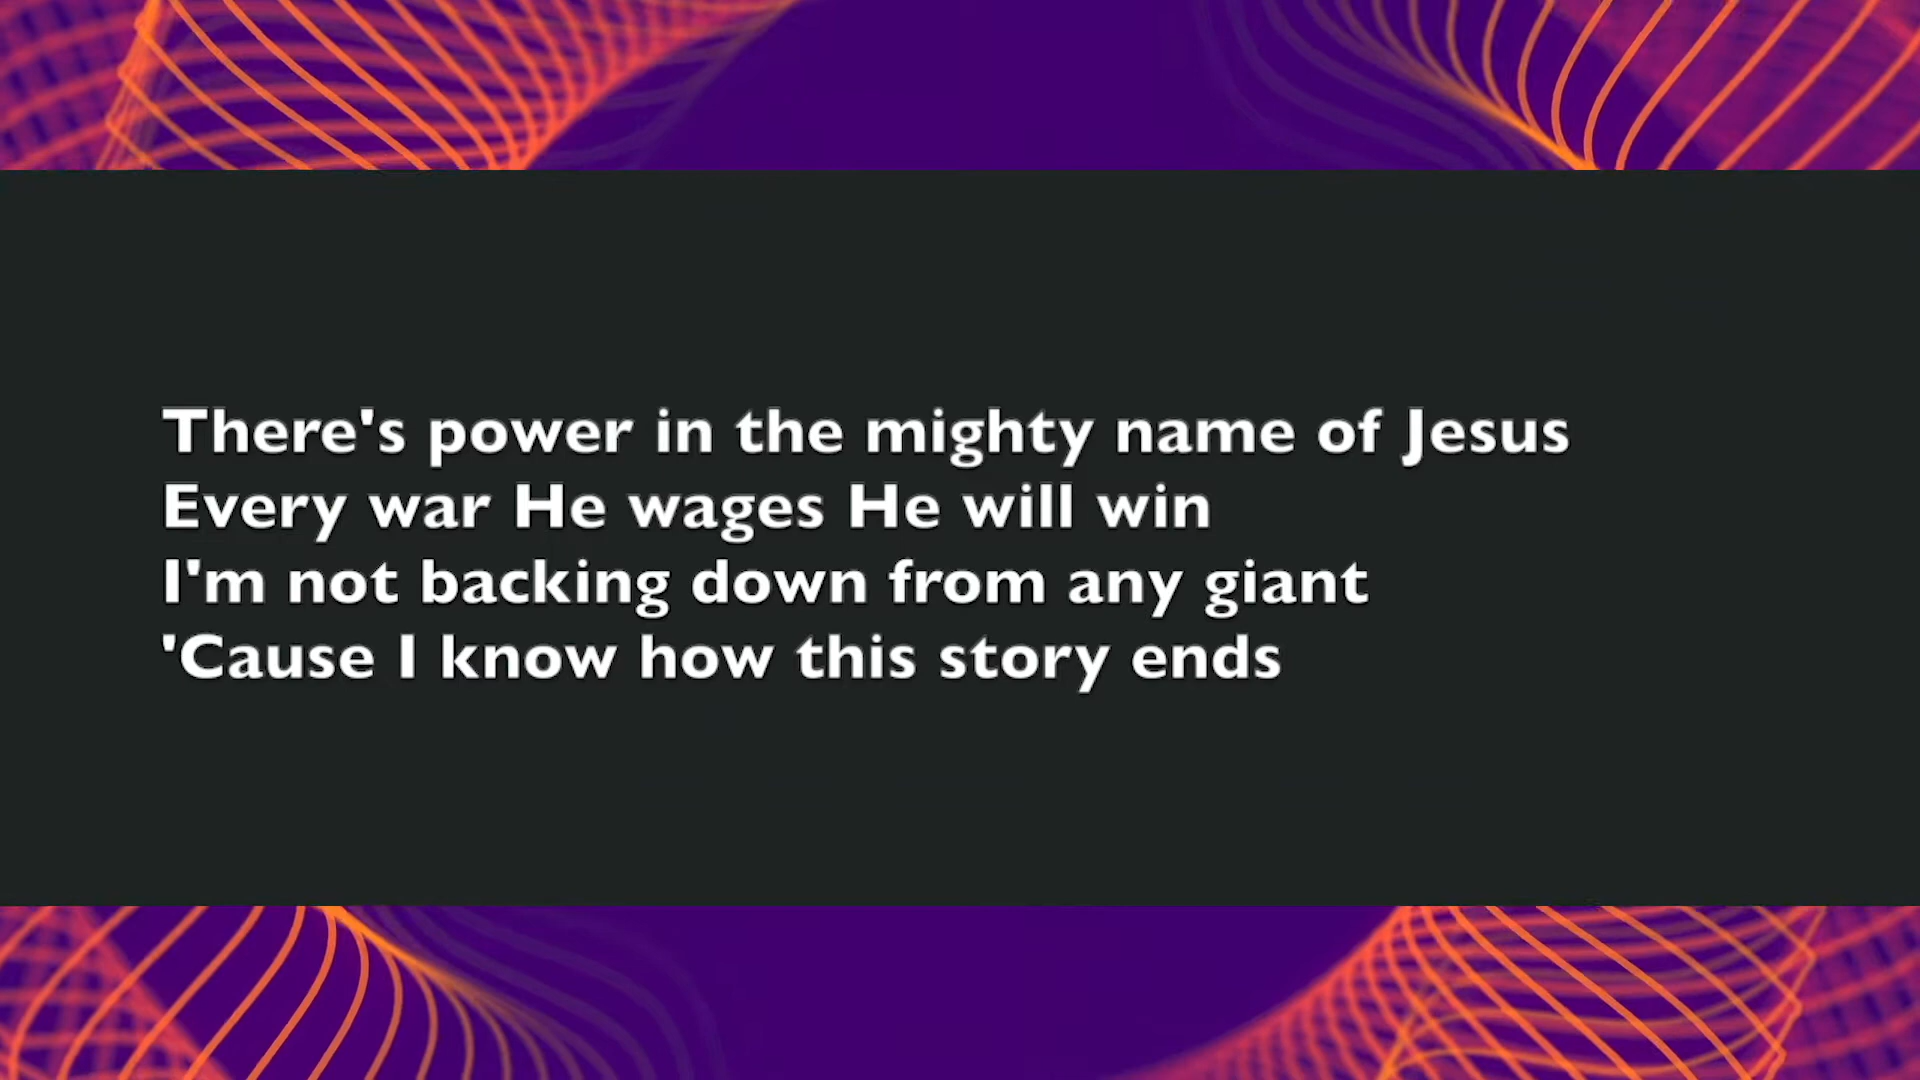 There's power in the mighty name of Jesus
Every war He wages He will win
I'm not backing down from any giant
'Cause I know how this story ends